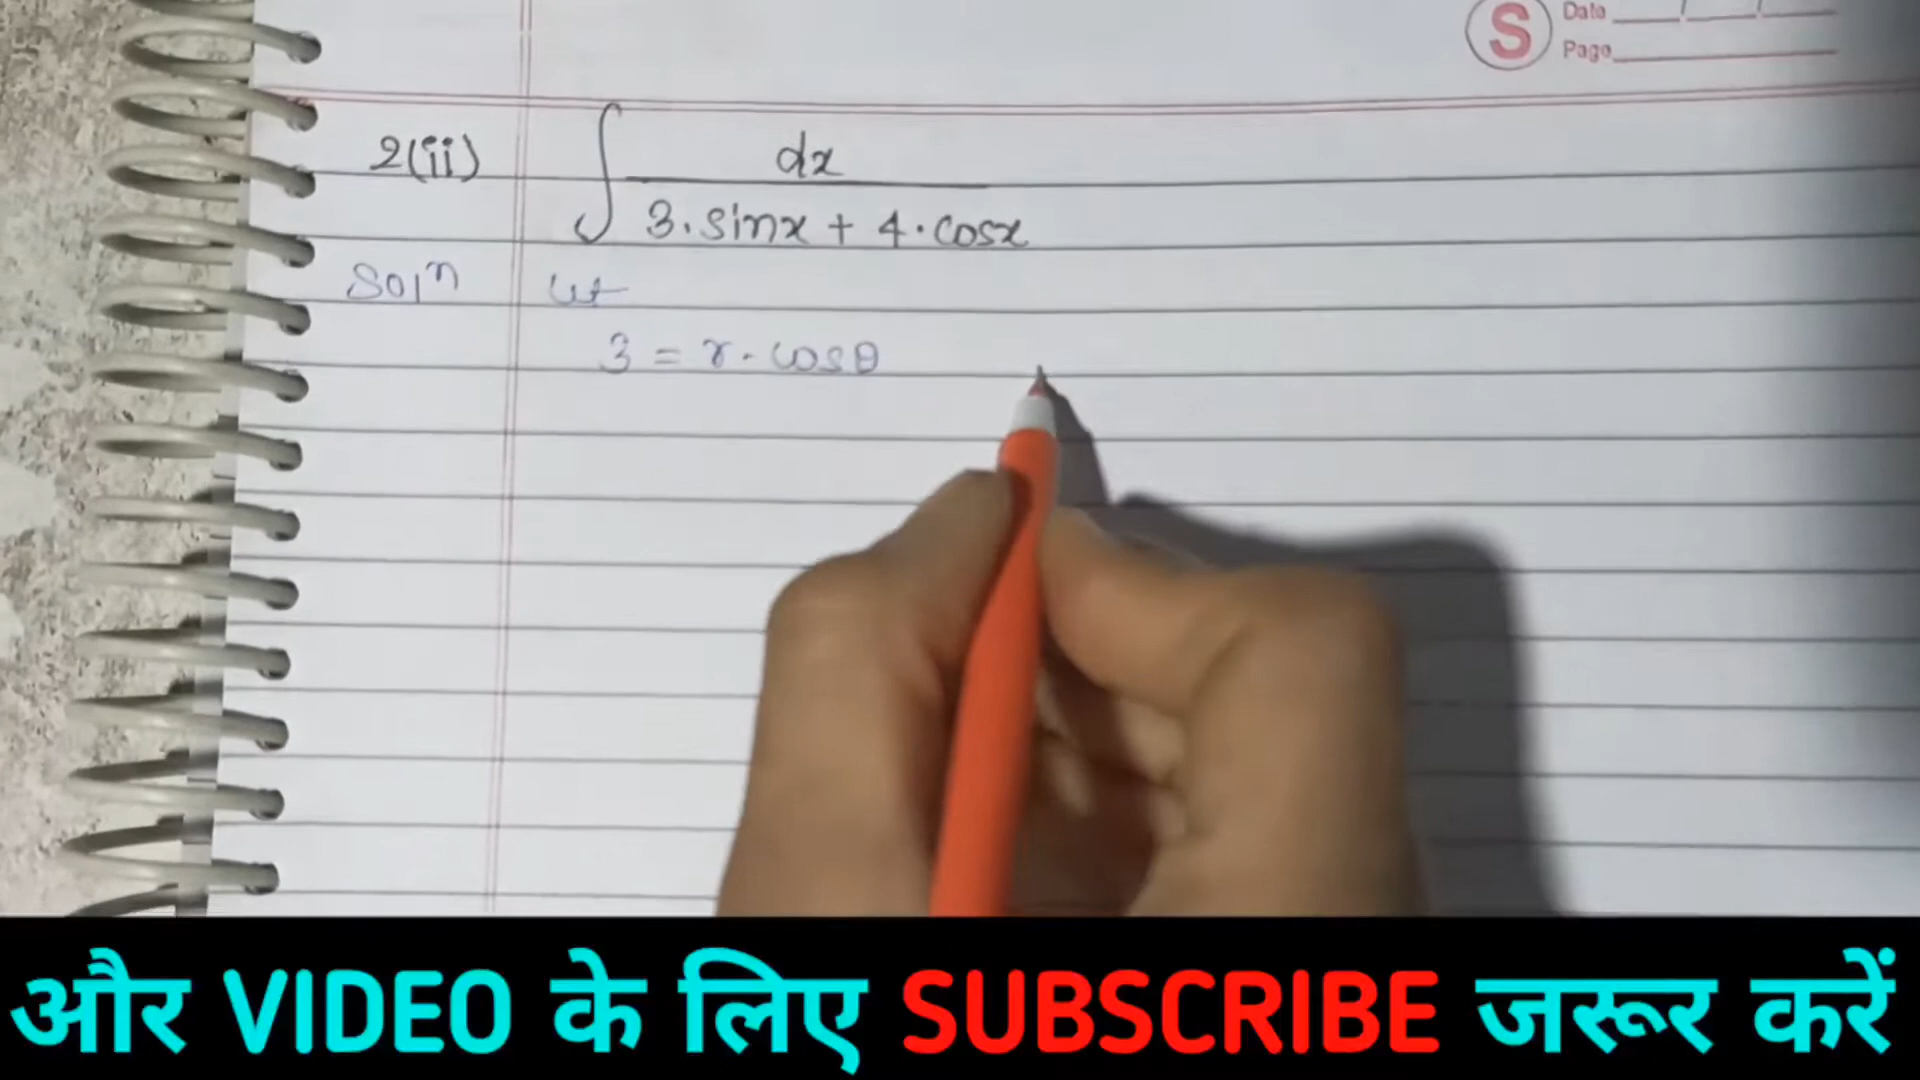 S Date / /
Page
2(ii) ∫ dx
3.sinx + 4.cosx
Solⁿ let
3 = r. cosθ
और VIDEO के लिए SUBSCRIBE जरूर करें